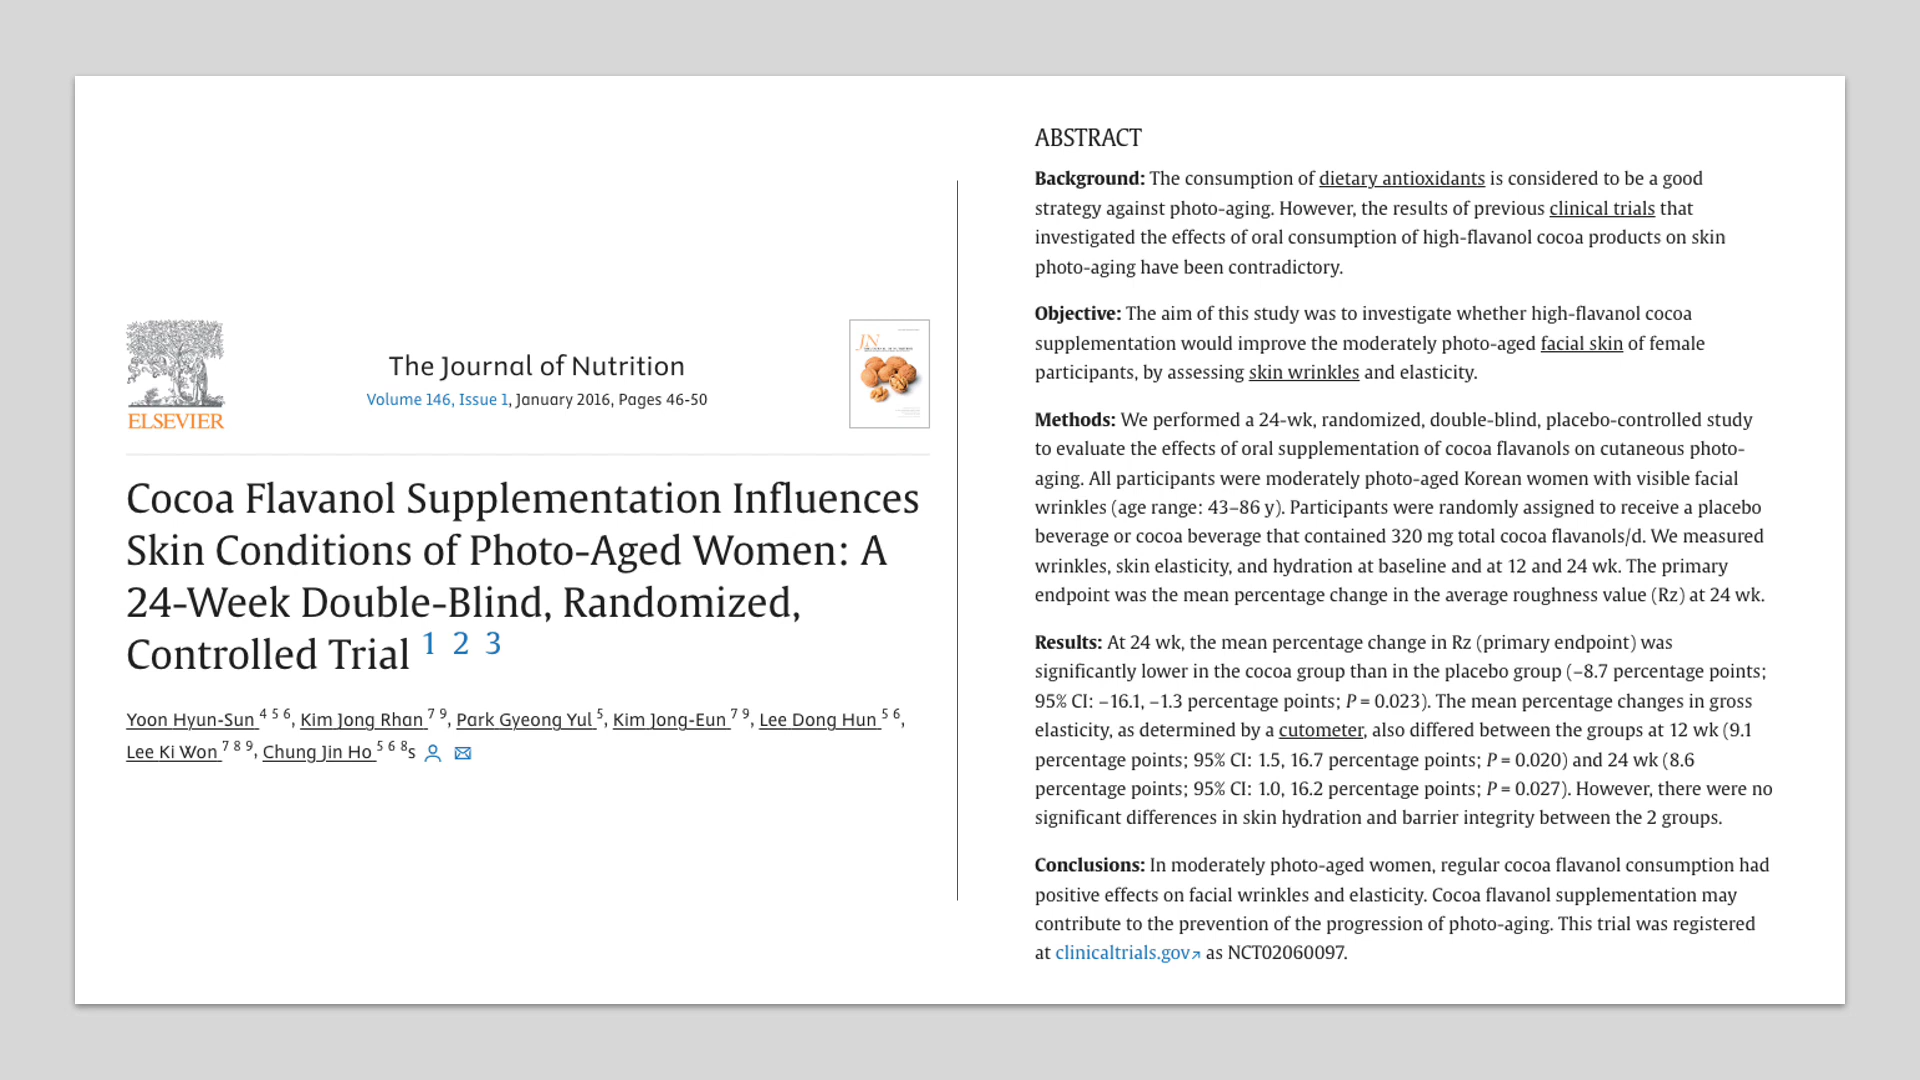 ELSEVIER
The Journal of Nutrition
Volume 146, Issue 1, January 2016, Pages 46-50
JN
Cocoa Flavanol Supplementation Influences
Skin Conditions of Photo-Aged Women: A
24-Week Double-Blind, Randomized,
Controlled Trial 1 2 3
Yoon Hyun-Sun 4 5 6, Kim Jong Rhan 7 9, Park Gyeong Yul 5, Kim Jong-Eun 7 9, Lee Dong Hun 5 6,
Lee Ki Won 7 8 9, Chung Jin Ho 5 6 8s
ABSTRACT
Background: The consumption of dietary antioxidants is considered to be a good
strategy against photo-aging. However, the results of previous clinical trials that
investigated the effects of oral consumption of high-flavanol cocoa products on skin
photo-aging have been contradictory.
Objective: The aim of this study was to investigate whether high-flavanol cocoa
supplementation would improve the moderately photo-aged facial skin of female
participants, by assessing skin wrinkles and elasticity.
Methods: We performed a 24-wk, randomized, double-blind, placebo-controlled study
to evaluate the effects of oral supplementation of cocoa flavanols on cutaneous photo-
aging. All participants were moderately photo-aged Korean women with visible facial
wrinkles (age range: 43–86 y). Participants were randomly assigned to receive a placebo
beverage or cocoa beverage that contained 320 mg total cocoa flavanols/d. We measured
wrinkles, skin elasticity, and hydration at baseline and at 12 and 24 wk. The primary
endpoint was the mean percentage change in the average roughness value (Rz) at 24 wk.
Results: At 24 wk, the mean percentage change in Rz (primary endpoint) was
significantly lower in the cocoa group than in the placebo group (−8.7 percentage points;
95% CI: −16.1, −1.3 percentage points; P = 0.023). The mean percentage changes in gross
elasticity, as determined by a cutometer, also differed between the groups at 12 wk (9.1
percentage points; 95% CI: 1.5, 16.7 percentage points; P = 0.020) and 24 wk (8.6
percentage points; 95% CI: 1.0, 16.2 percentage points; P = 0.027). However, there were no
significant differences in skin hydration and barrier integrity between the 2 groups.
Conclusions: In moderately photo-aged women, regular cocoa flavanol consumption had
positive effects on facial wrinkles and elasticity. Cocoa flavanol supplementation may
contribute to the prevention of the progression of photo-aging. This trial was registered
at clinicaltrials.gov as NCT02060097.